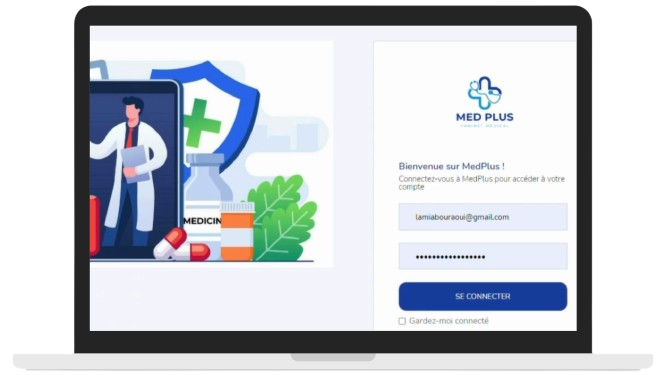 MEDICIN
MED PLUS
CABINET MEDICAL
Bienvenue sur MedPlus !
Connectez-vous à MedPlus pour accéder à votre
compte
lamiabouraoui@gmail.com
•••••••••••••••••
SE CONNECTER
Gardez-moi connecté